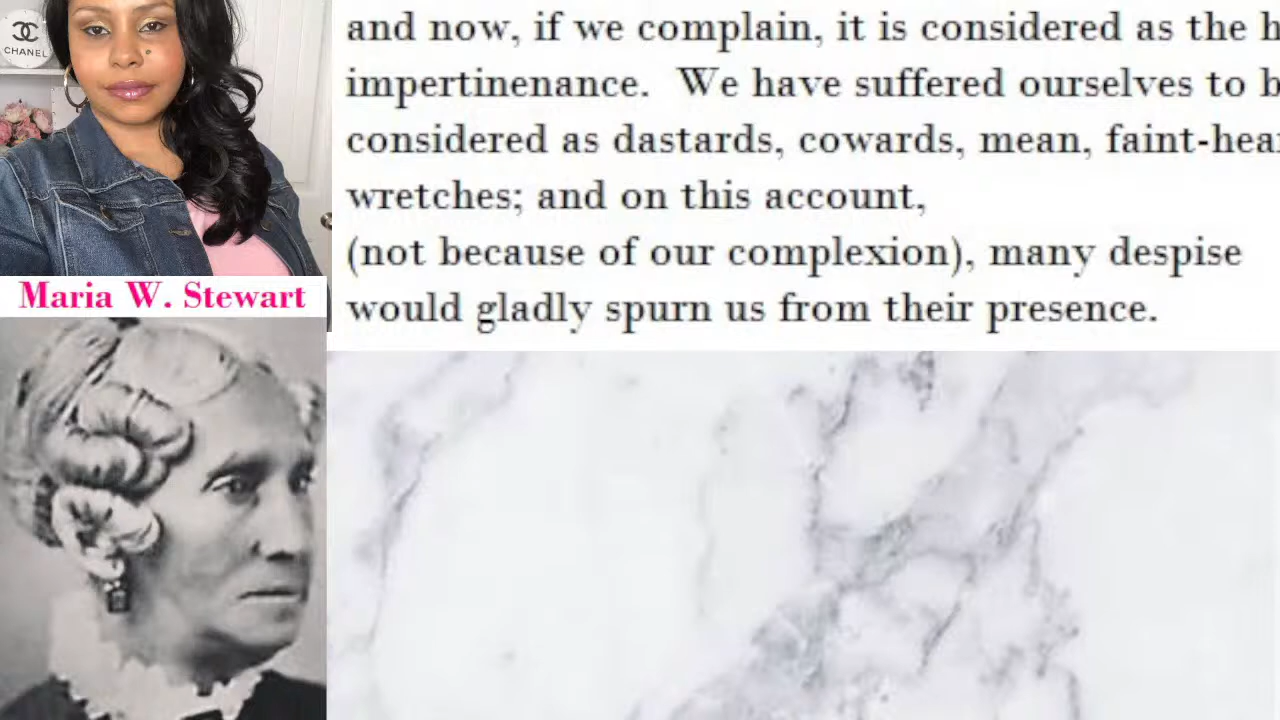 CHANEL
and now, if we complain, it is considered as the h
impertinenance. We have suffered ourselves to b
considered as dastards, cowards, mean, faint-hea
wretches; and on this account,
(not because of our complexion), many despise
would gladly spurn us from their presence.
Maria W. Stewart